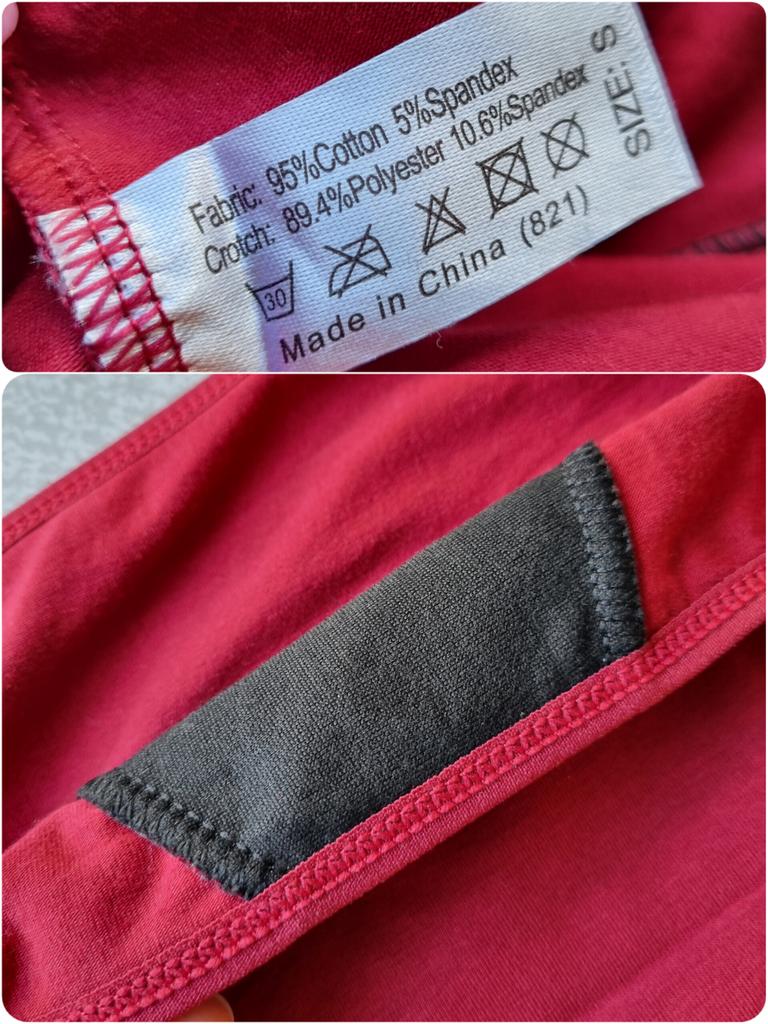 Fabric: 95%Cotton 5%Spandex
Crotch: 89.4%Polyester 10.6%Spandex
30
Made in China (821)
SIZE: S